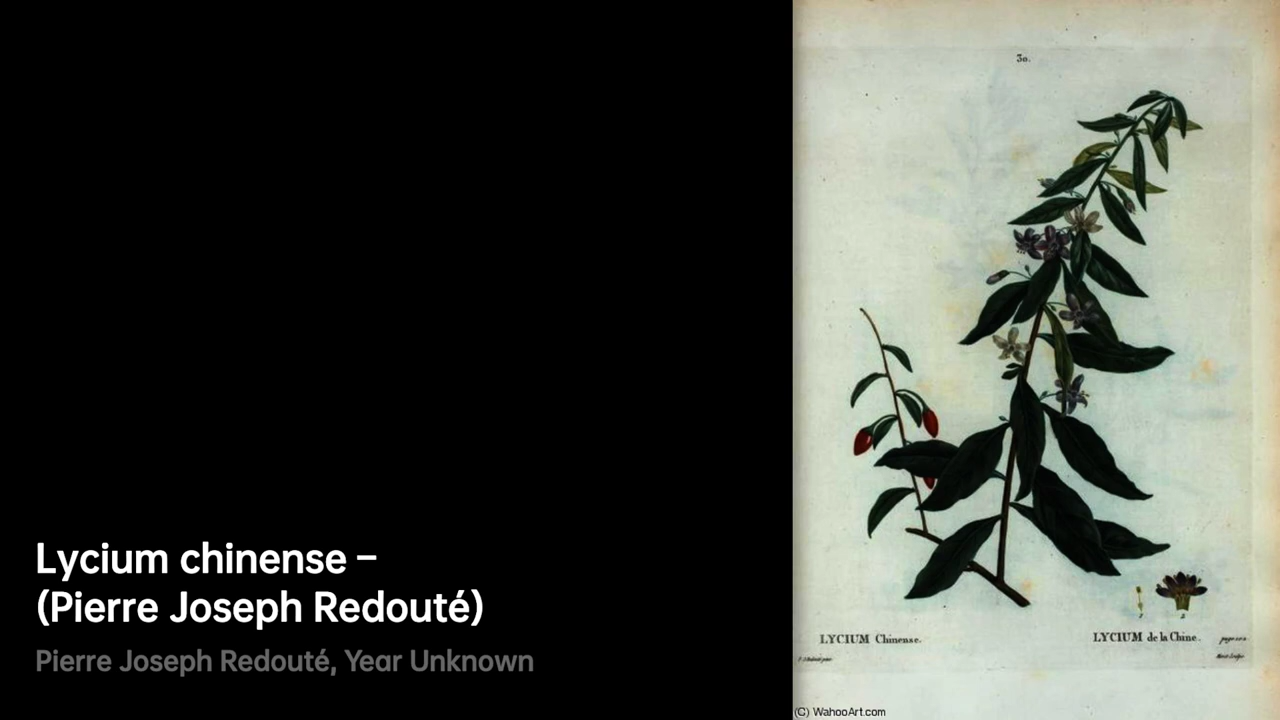 Lycium chinense –
(Pierre Joseph Redouté)
Pierre Joseph Redouté, Year Unknown
30.
LYCIUM Chinense.
LYCIUM de la Chine.
(C) WahooArt.com